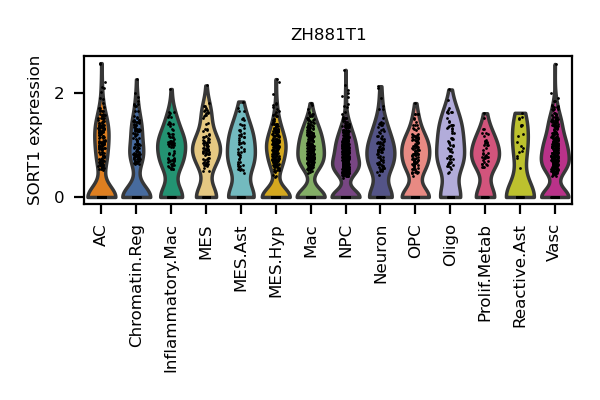 ZH881T1
SORT1 expression
2
0
AC
Chromatin.Reg
Inflammatory.Mac
MES
MES.Ast
MES.Hyp
Mac
NPC
Neuron
OPC
Oligo
Prolif.Metab
Reactive.Ast
Vasc